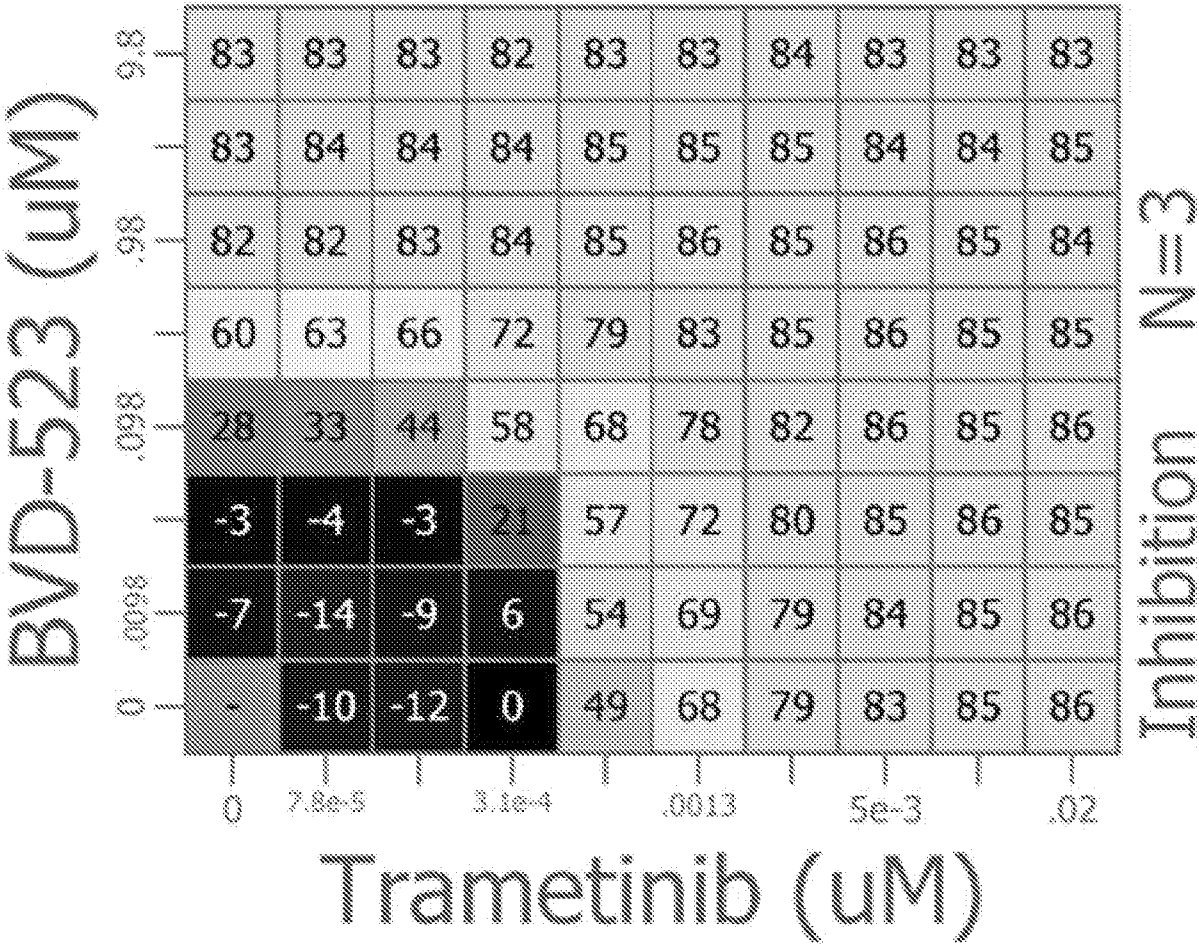 BVD-523 (uM)
9.8 83 83 83 82 83 83 84 83 83 83
83 84 84 84 85 85 85 84 84 85
.98 82 82 83 84 85 86 85 86 85 84
60 63 66 72 79 83 85 86 85 85
.098 28 33 44 58 68 78 82 86 85 86
-3 -4 -3 21 57 72 80 85 86 85
.0098 -7 -14 -9 6 54 69 79 84 85 86
0 - -10 -12 0 49 68 79 83 85 86
0 7.8e-5 3.1e-4 .0013 5e-3 .02
Trametinib (uM)
Inhibition N=3